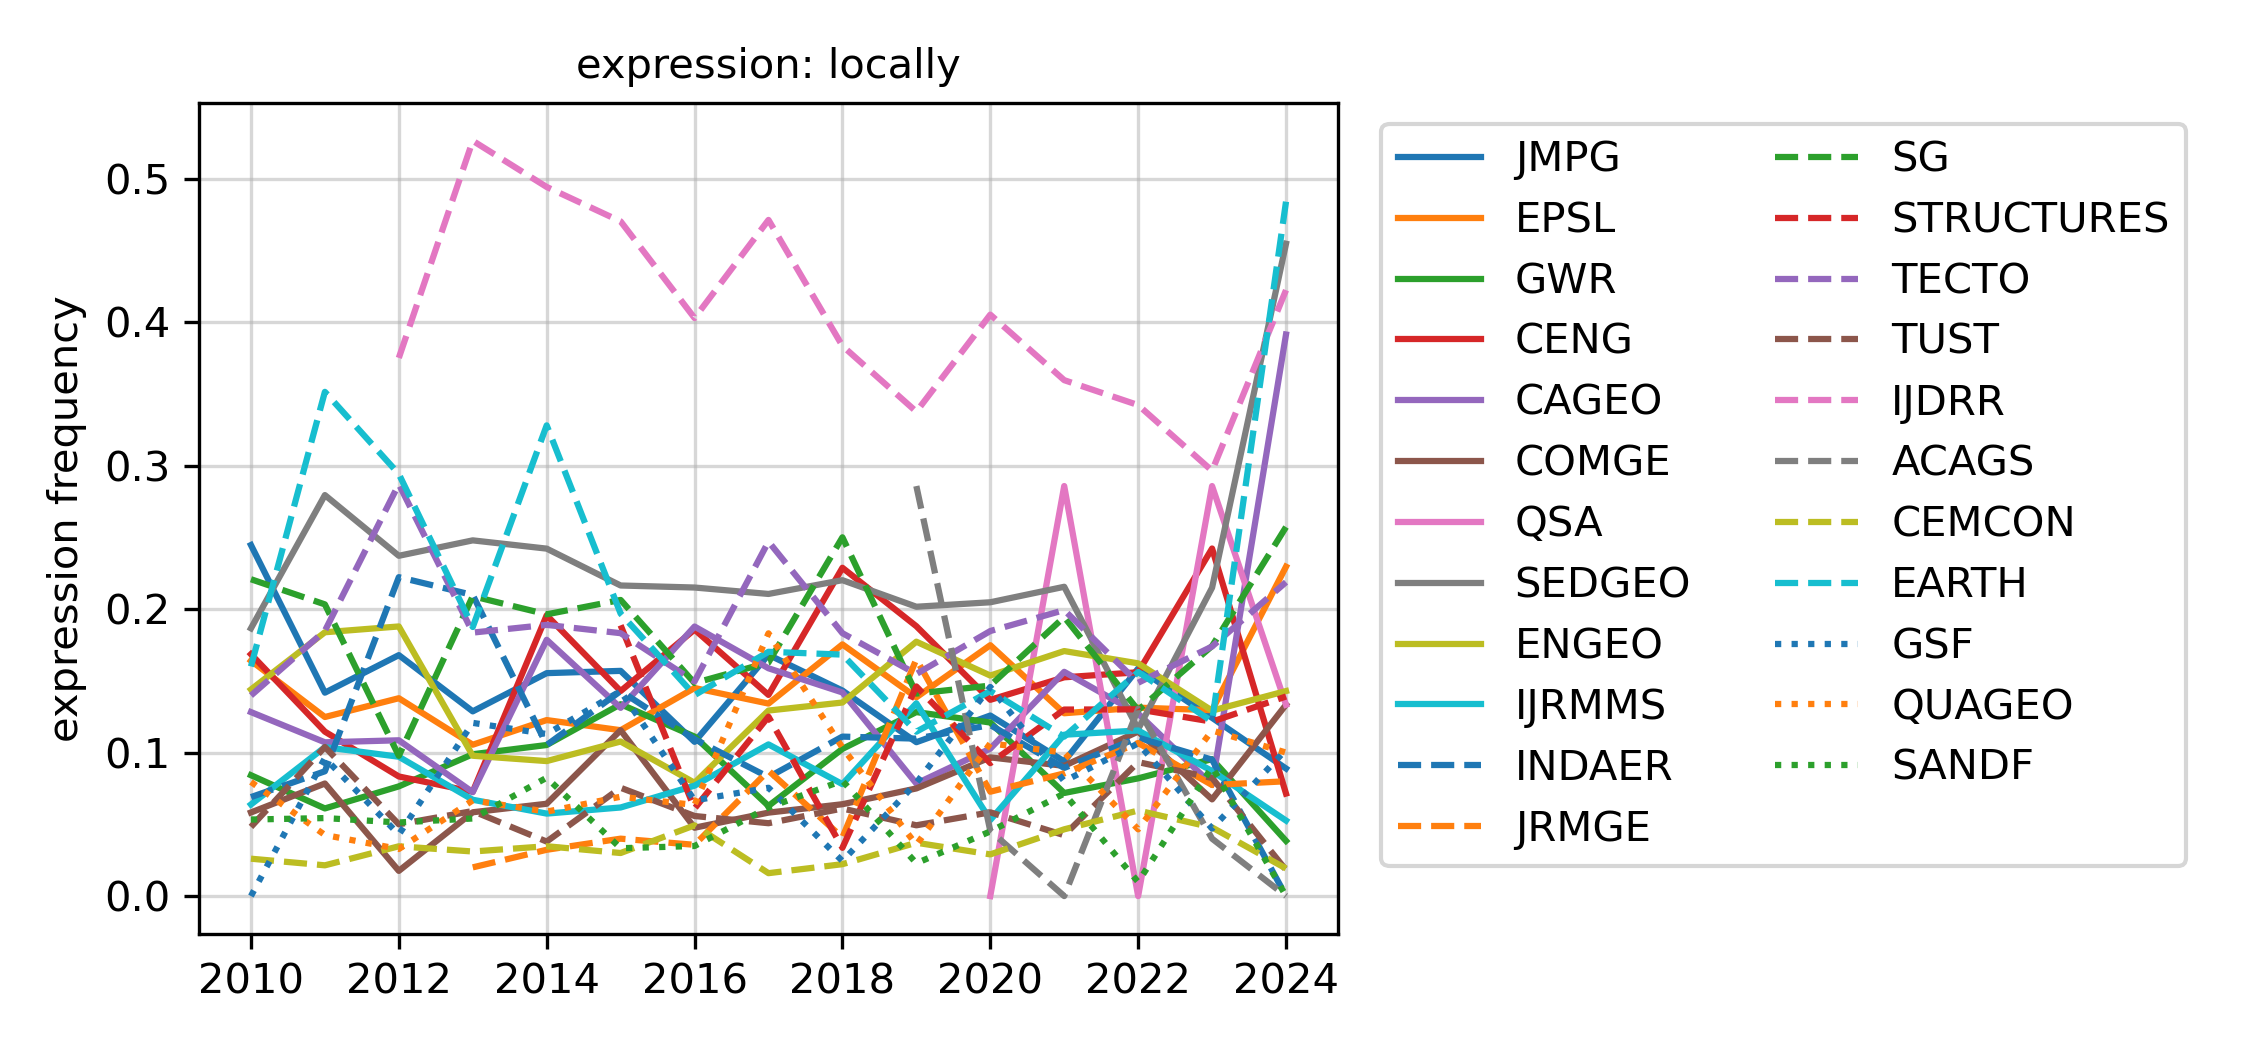 expression: locally
expression frequency
0.5
0.4
0.3
0.2
0.1
0.0
2010 2012 2014 2016 2018 2020 2022 2024
JMPG
EPSL
GWR
CENG
CAGEO
COMGE
QSA
SEDGEO
ENGEO
IJRMMS
INDAER
JRMGE
SG
STRUCTURES
TECTO
TUST
IJDRR
ACAGS
CEMCON
EARTH
GSF
QUAGEO
SANDF